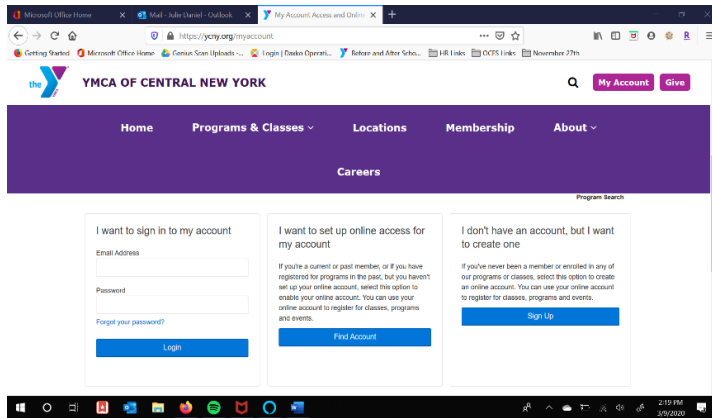 Microsoft Office Home
Mail - Julie Daniel - Outlook
My Account Access and Online
https://ycny.org/myaccount
Getting Started
Microsoft Office Home
Genius Scan Uploads -...
Login | Dasko Operati...
Before and After Scho...
HR Links
OCFS Links
November 27th
the Y
YMCA OF CENTRAL NEW YORK
My Account
Give
Home
Programs & Classes
Locations
Membership
About
Careers
Program Search
I want to sign in to my account
Email Address
Password
Forgot your password?
Login
I want to set up online access for
my account
If you're a current or past member, or if you have
registered for programs in the past, but you haven't
set up your online account, select this option to
enable your online account. You can use your
online account to register for classes, programs
and events.
Find Account
I don't have an account, but I want
to create one
If you've never been a member or enrolled in any of
our programs or classes, select this option to create
an online account. You can use your online account
to register for classes, programs and events.
Sign Up
2:19 PM
3/9/2020